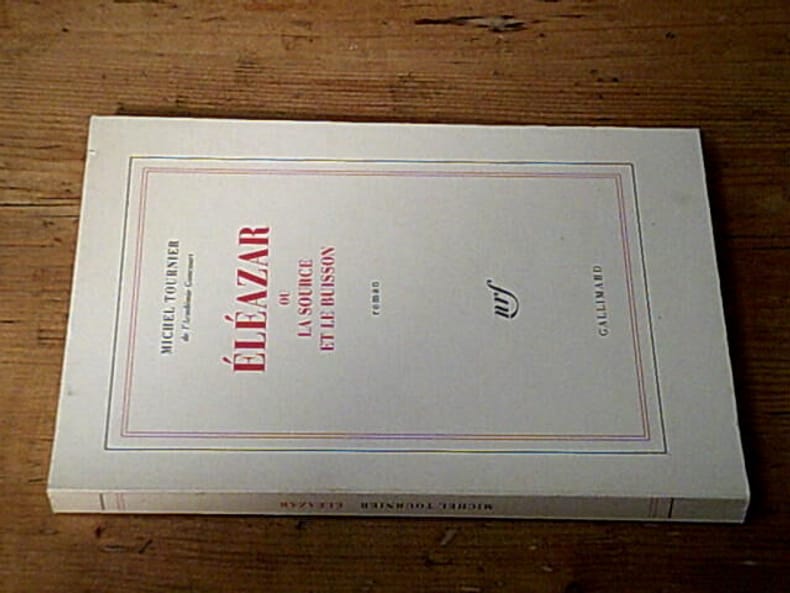 MICHEL TOURNIER
de l'Académie Goncourt
ÉLÉAZAR
OU
LA SOURCE
ET LE BUISSON
roman
nrf
GALLIMARD
MICHEL TOURNIER ÉLÉAZAR